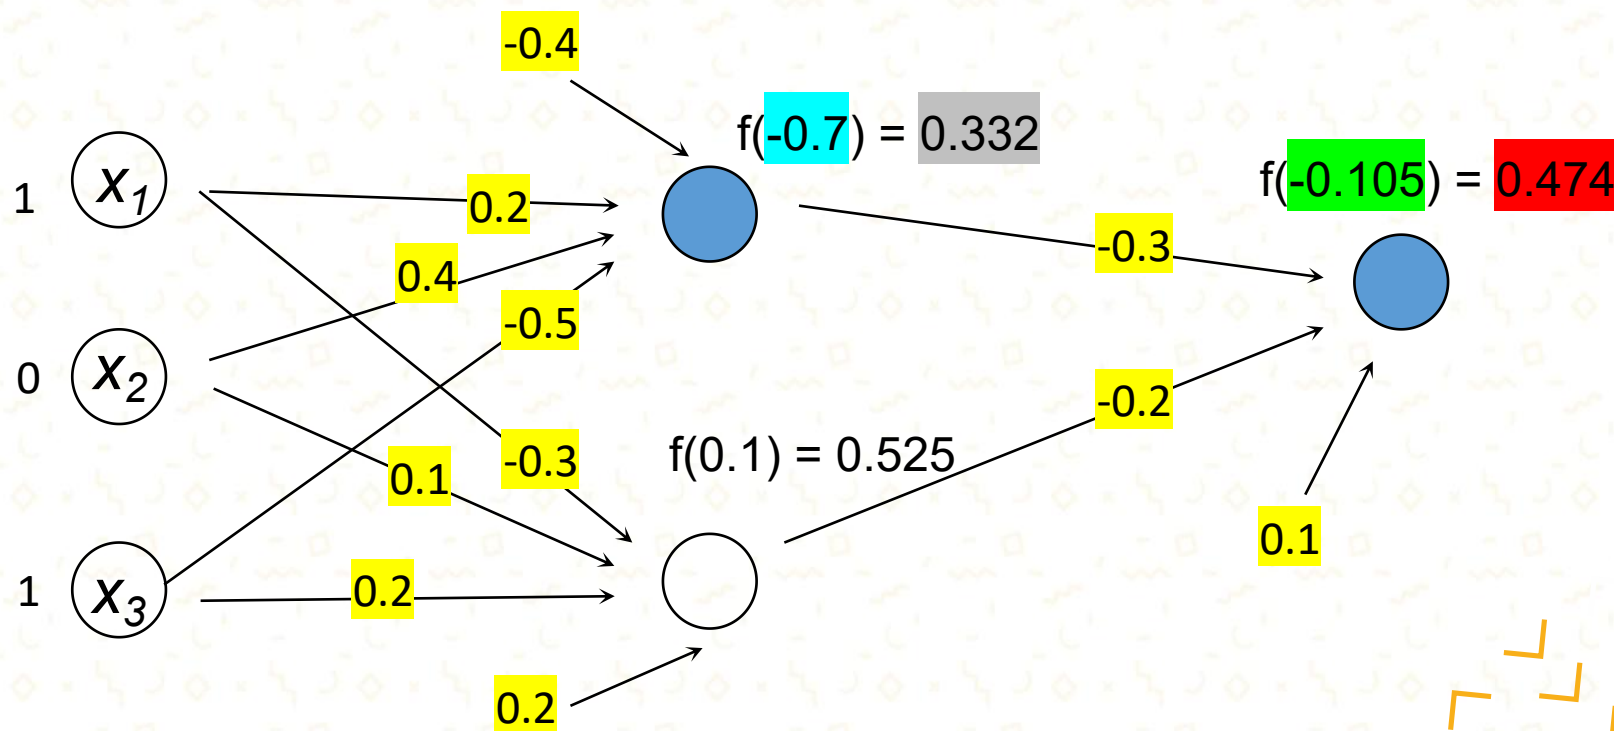 -0.4
f(-0.7) = 0.332
f(-0.105) = 0.474
1 x1 0.2
0.4
-0.3
-0.5
0 x2
-0.2
f(0.1) = 0.525
-0.3
0.1
0.1
1 x3 0.2
0.2